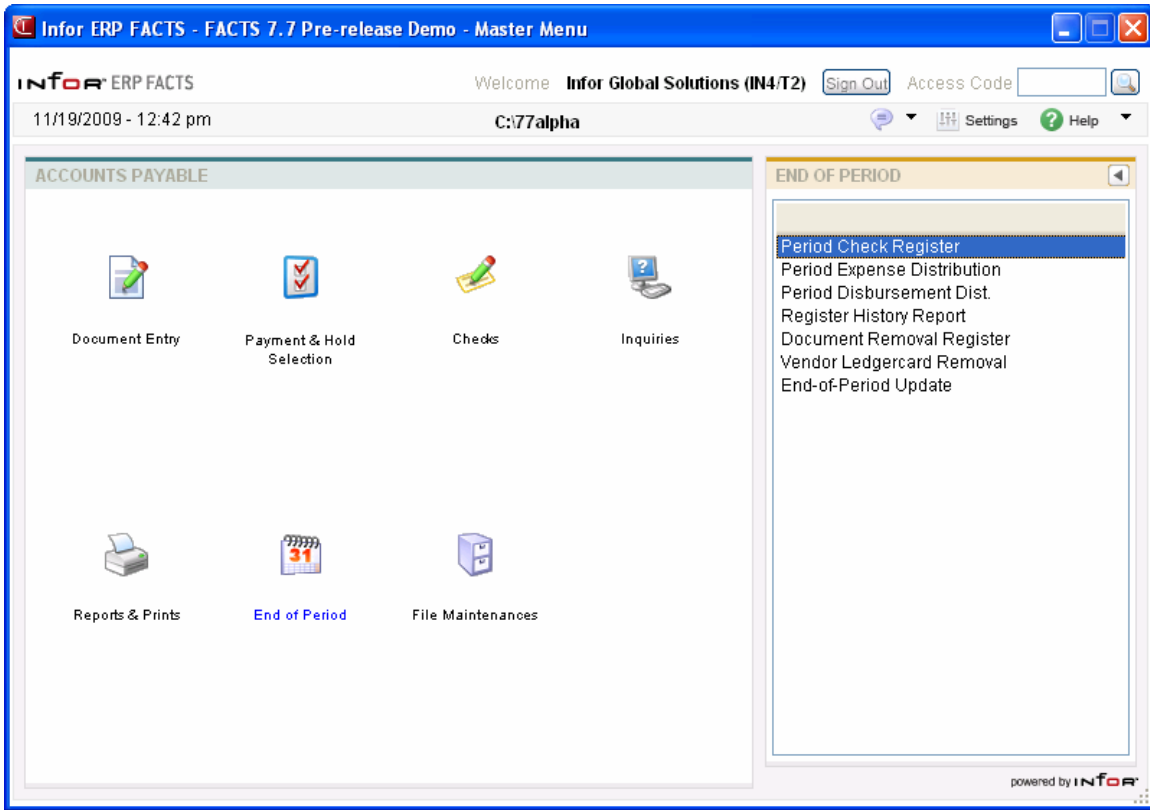 Infor ERP FACTS - FACTS 7.7 Pre-release Demo - Master Menu
infor ERP FACTS
Welcome Infor Global Solutions (IN4/T2) Sign Out Access Code
11/19/2009 - 12:42 pm C:\77alpha Settings ? Help
ACCOUNTS PAYABLE
Document Entry
Payment & Hold
Selection
Checks
?
Inquiries
Reports & Prints
31
End of Period
File Maintenances
END OF PERIOD
Period Check Register
Period Expense Distribution
Period Disbursement Dist.
Register History Report
Document Removal Register
Vendor Ledgercard Removal
End-of-Period Update
powered by infor